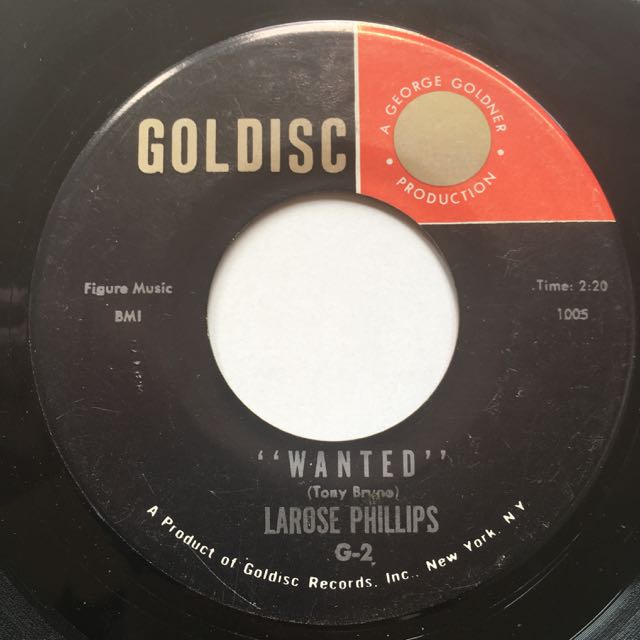 GOLDISC
A GEORGE GOLDNER
• PRODUCTION •
Figure Music
BMI
Time: 2:20
1005
"WANTED"
(Tony Bruno)
LAROSE PHILLIPS
G-2
A Product of Goldisc Records, Inc., New York, N Y